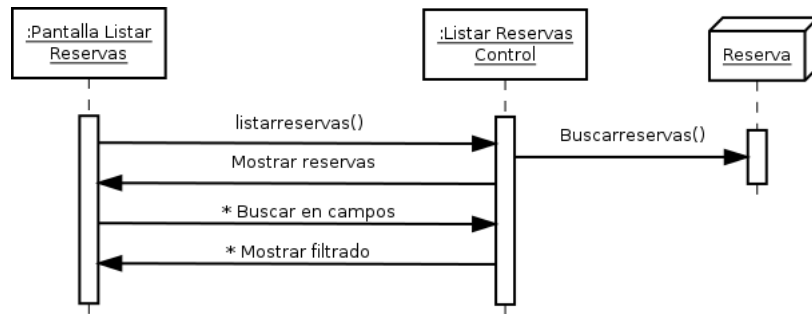 :Pantalla Listar
Reservas
:Listar Reservas
Control
Reserva
listarreservas()
Buscarreservas()
Mostrar reservas
* Buscar en campos
* Mostrar filtrado